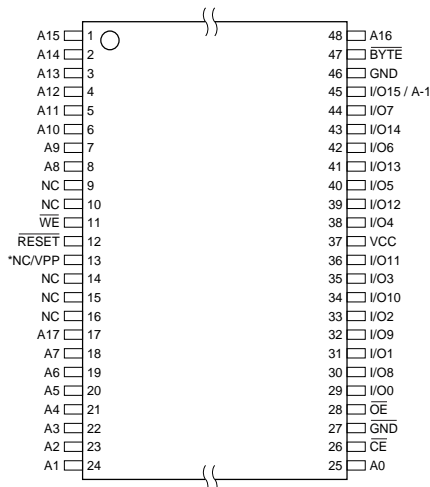 A15 1
A14 2
A13 3
A12 4
A11 5
A10 6
A9 7
A8 8
NC 9
NC 10
WE 11
RESET 12
*NC/VPP 13
NC 14
NC 15
NC 16
A17 17
A7 18
A6 19
A5 20
A4 21
A3 22
A2 23
A1 24
48 A16
47 BYTE
46 GND
45 I/O15 / A-1
44 I/O7
43 I/O14
42 I/O6
41 I/O13
40 I/O5
39 I/O12
38 I/O4
37 VCC
36 I/O11
35 I/O3
34 I/O10
33 I/O2
32 I/O9
31 I/O1
30 I/O8
29 I/O0
28 OE
27 GND
26 CE
25 A0